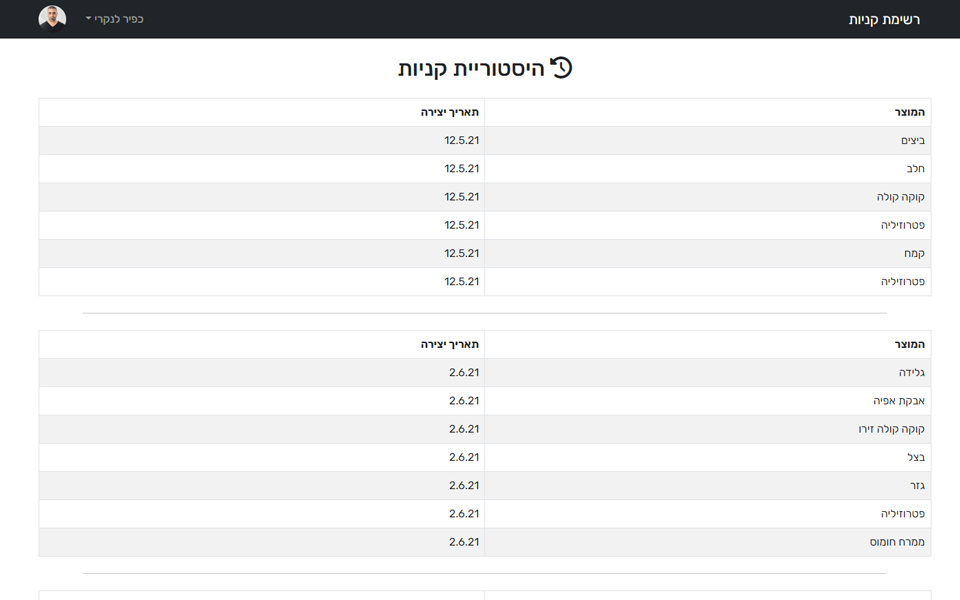 רשימת קניות
כפיר לנקרי
היסטוריית קניות
המוצר תאריך יצירה
ביצים 12.5.21
חלב 12.5.21
קוקה קולה 12.5.21
פטרוזיליה 12.5.21
קמח 12.5.21
פטרוזיליה 12.5.21
המוצר תאריך יצירה
גלידה 2.6.21
אבקת אפיה 2.6.21
קוקה קולה זירו 2.6.21
בצל 2.6.21
גזר 2.6.21
פטרוזיליה 2.6.21
ממרח חומוס 2.6.21